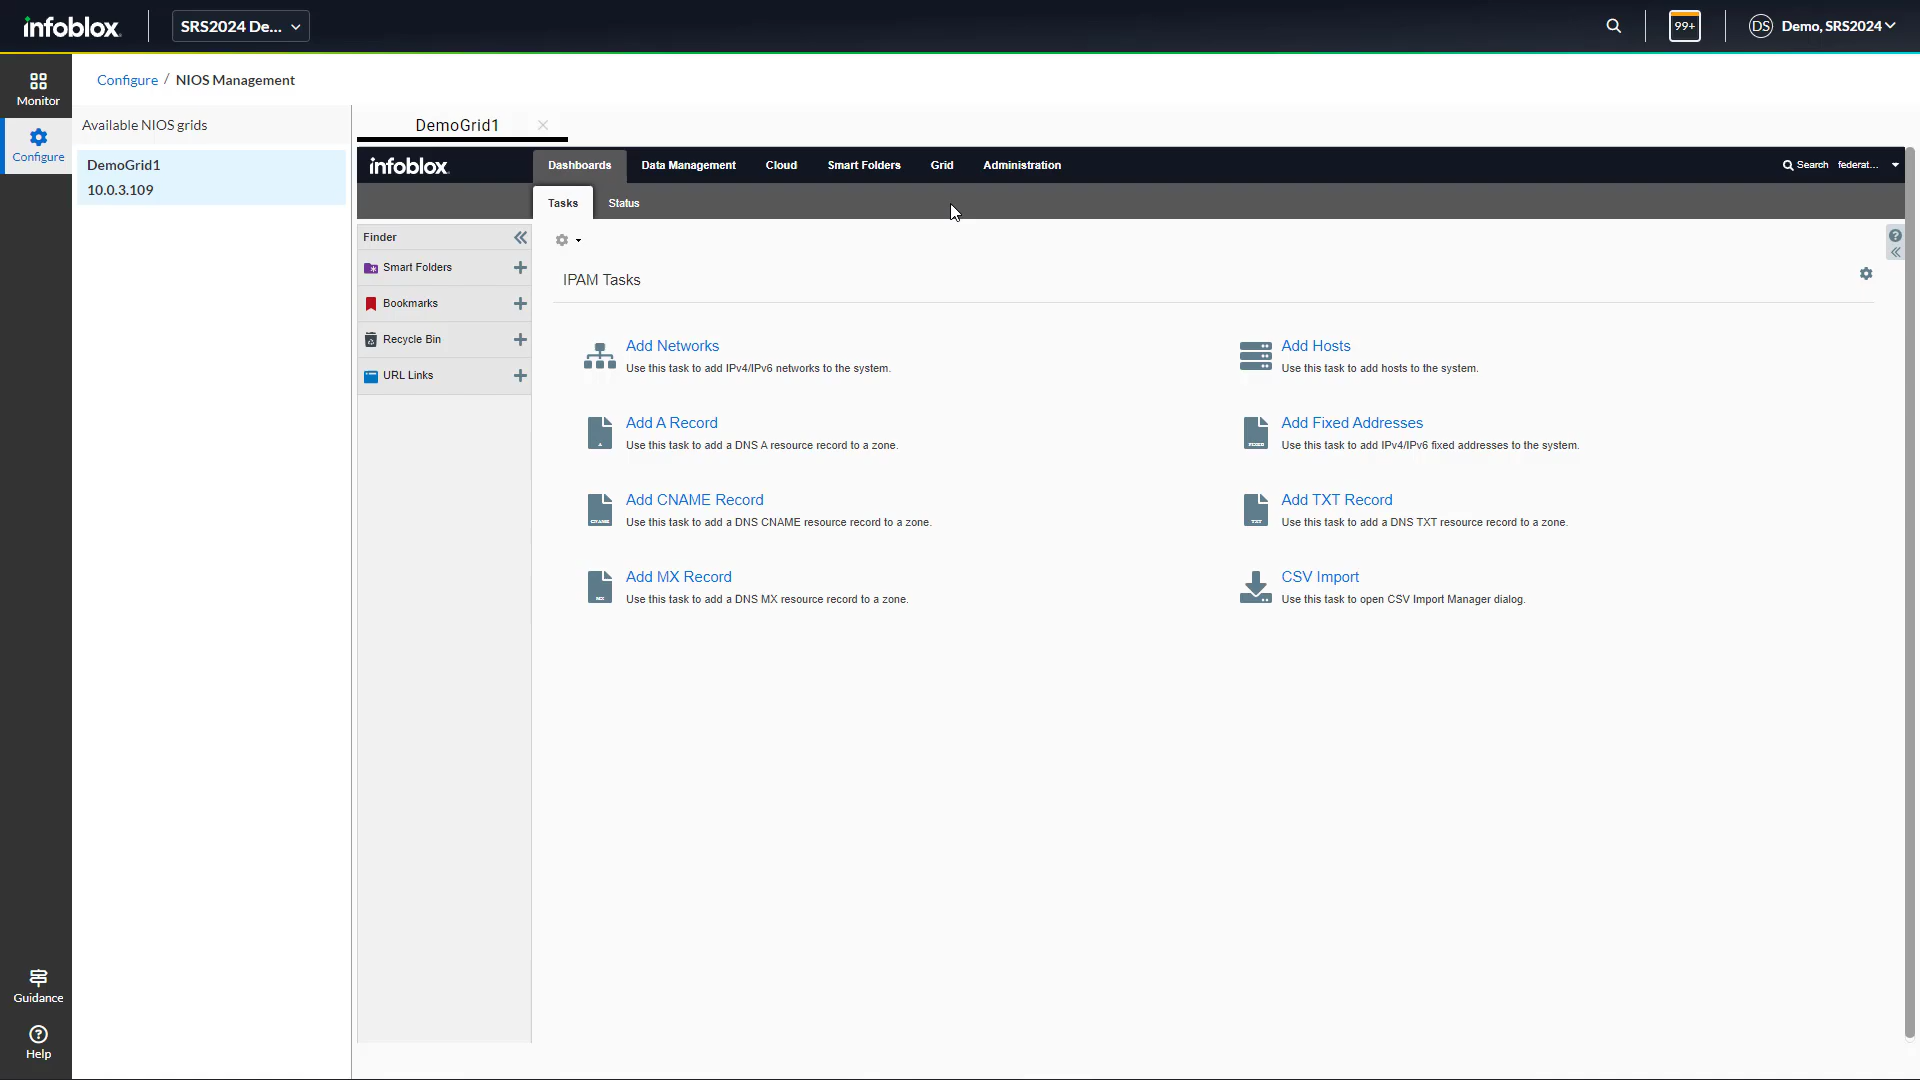 infoblox
SRS2024 De...
99+
DS
Demo, SRS2024
Monitor
Configure
Guidance
Help
Configure / NIOS Management
Available NIOS grids
DemoGrid1
10.0.3.109
DemoGrid1
infoblox
Dashboards
Data Management
Cloud
Smart Folders
Grid
Administration
Search
federat...
Tasks
Status
Finder
Smart Folders
Bookmarks
Recycle Bin
URL Links
IPAM Tasks
Add Networks
Use this task to add IPv4/IPv6 networks to the system.
Add Hosts
Use this task to add hosts to the system.
A
Add A Record
Use this task to add a DNS A resource record to a zone.
FIXED
Add Fixed Addresses
Use this task to add IPv4/IPv6 fixed addresses to the system.
CNAME
Add CNAME Record
Use this task to add a DNS CNAME resource record to a zone.
TXT
Add TXT Record
Use this task to add a DNS TXT resource record to a zone.
MX
Add MX Record
Use this task to add a DNS MX resource record to a zone.
CSV Import
Use this task to open CSV Import Manager dialog.